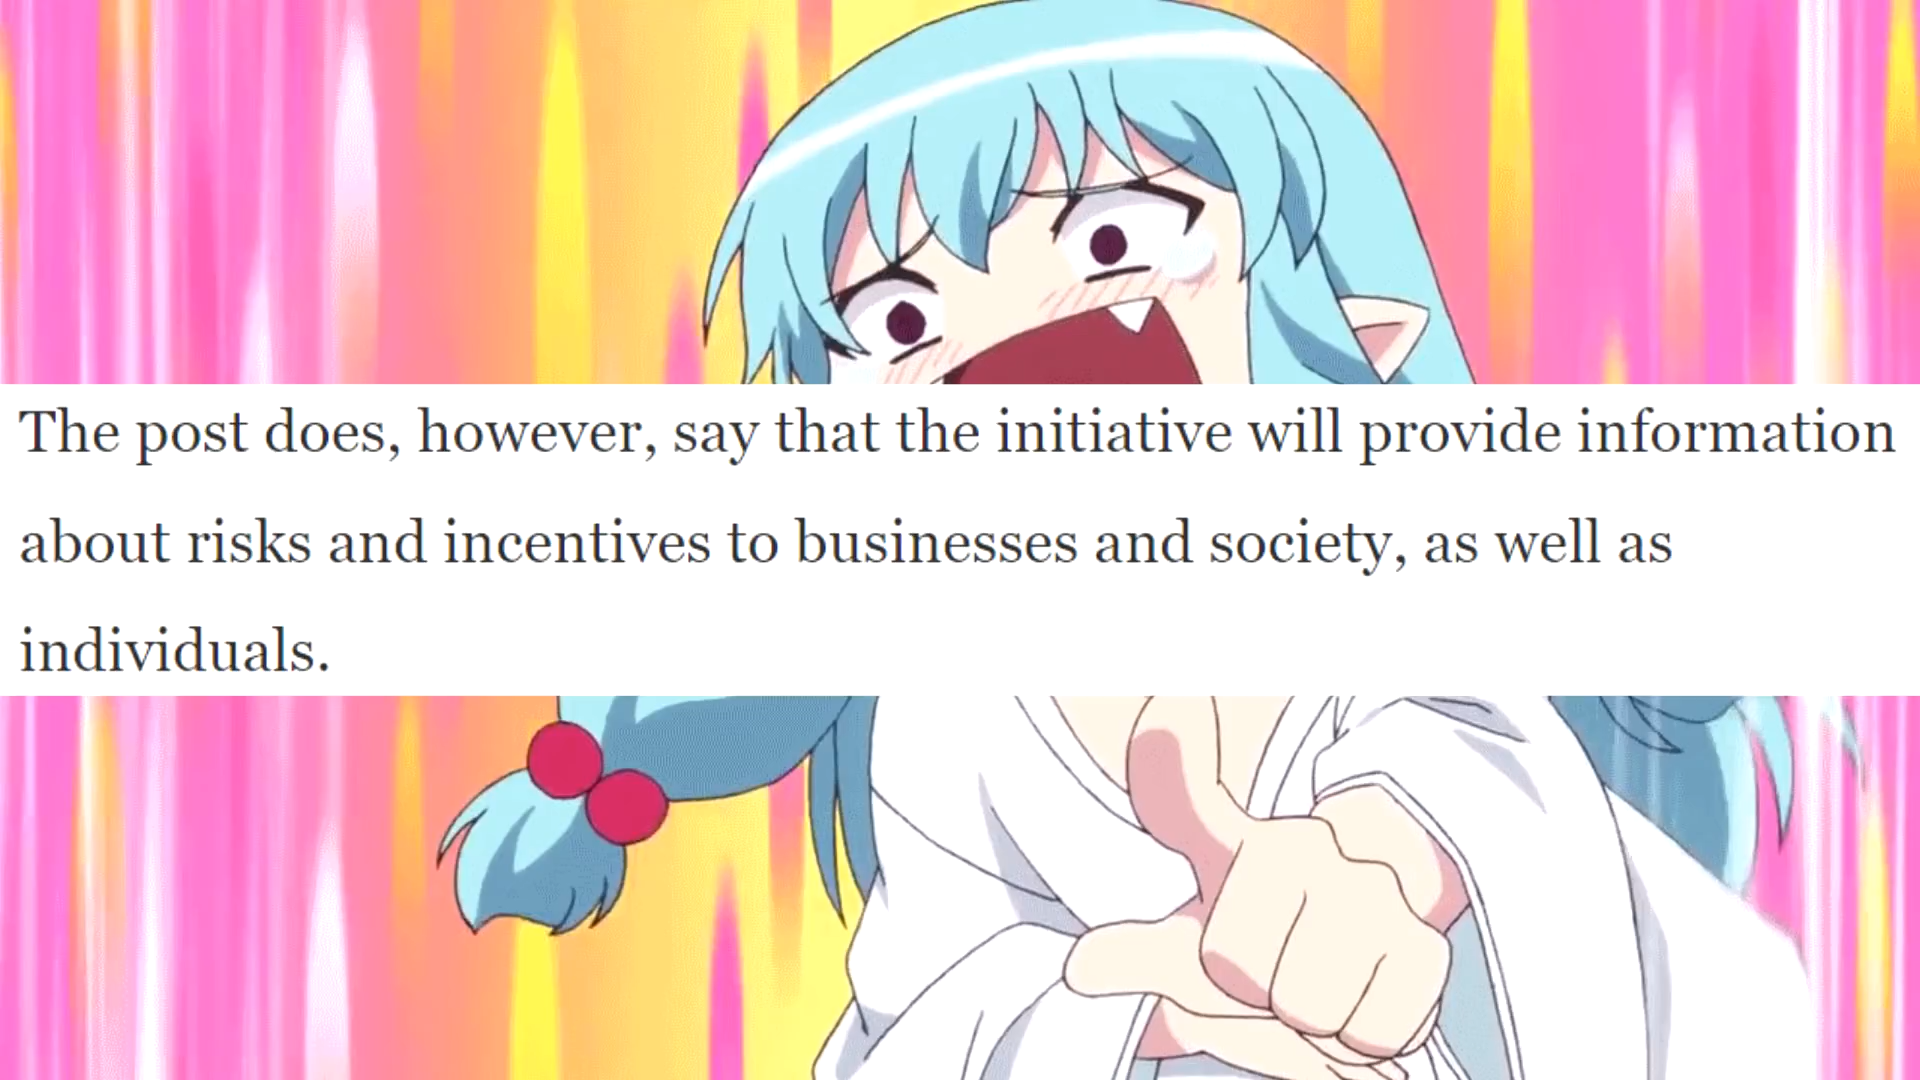 The post does, however, say that the initiative will provide information
about risks and incentives to businesses and society, as well as
individuals.